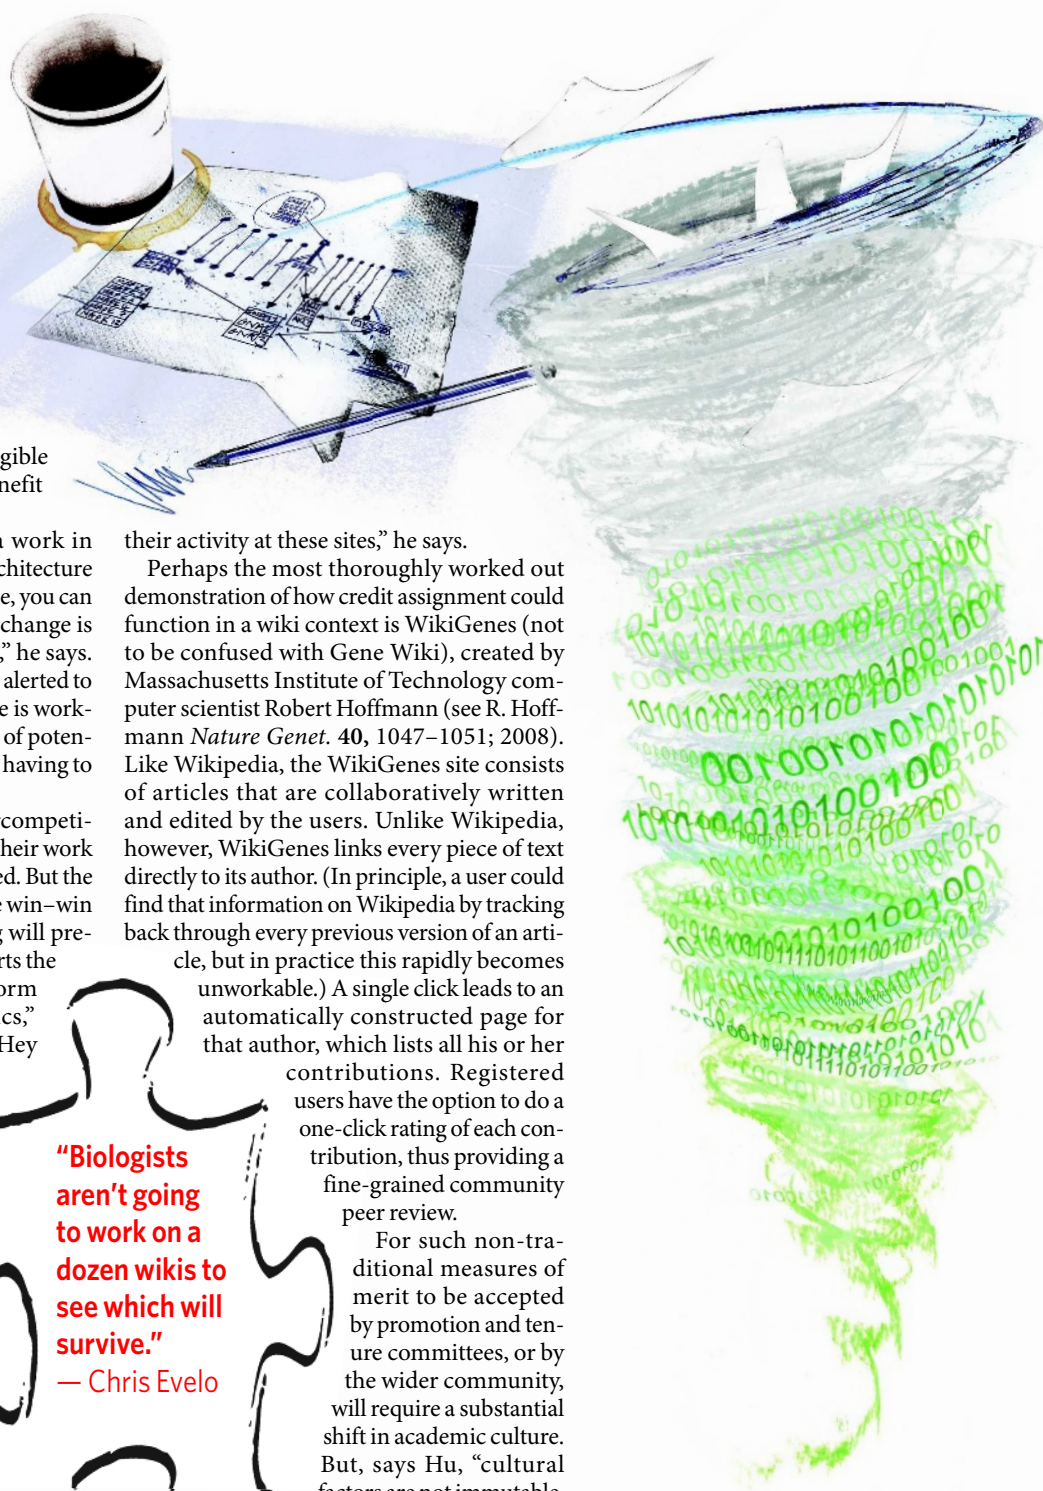 gible
nefit
a work in
chitecture
e, you can
change is
,” he says.
alerted to
e is work-
of poten-
having to
competi-
heir work
ed. But the
e win–win
g will pre-
rts the
orm
cs,”
Hey
“Biologists
aren't going
to work on a
dozen wikis to
see which will
survive.”
— Chris Evelo
their activity at these sites,” he says.
Perhaps the most thoroughly worked out
demonstration of how credit assignment could
function in a wiki context is WikiGenes (not
to be confused with Gene Wiki), created by
Massachusetts Institute of Technology com-
puter scientist Robert Hoffmann (see R. Hoff-
mann Nature Genet. 40, 1047–1051; 2008).
Like Wikipedia, the WikiGenes site consists
of articles that are collaboratively written
and edited by the users. Unlike Wikipedia,
however, WikiGenes links every piece of text
directly to its author. (In principle, a user could
find that information on Wikipedia by tracking
back through every previous version of an arti-
cle, but in practice this rapidly becomes
unworkable.) A single click leads to an
automatically constructed page for
that author, which lists all his or her
contributions. Registered
users have the option to do a
one-click rating of each con-
tribution, thus providing a
fine-grained community
peer review.
For such non-tra-
ditional measures of
merit to be accepted
by promotion and ten-
ure committees, or by
the wider community,
will require a substantial
shift in academic culture.
But, says Hu, “cultural
factors are not immutable.